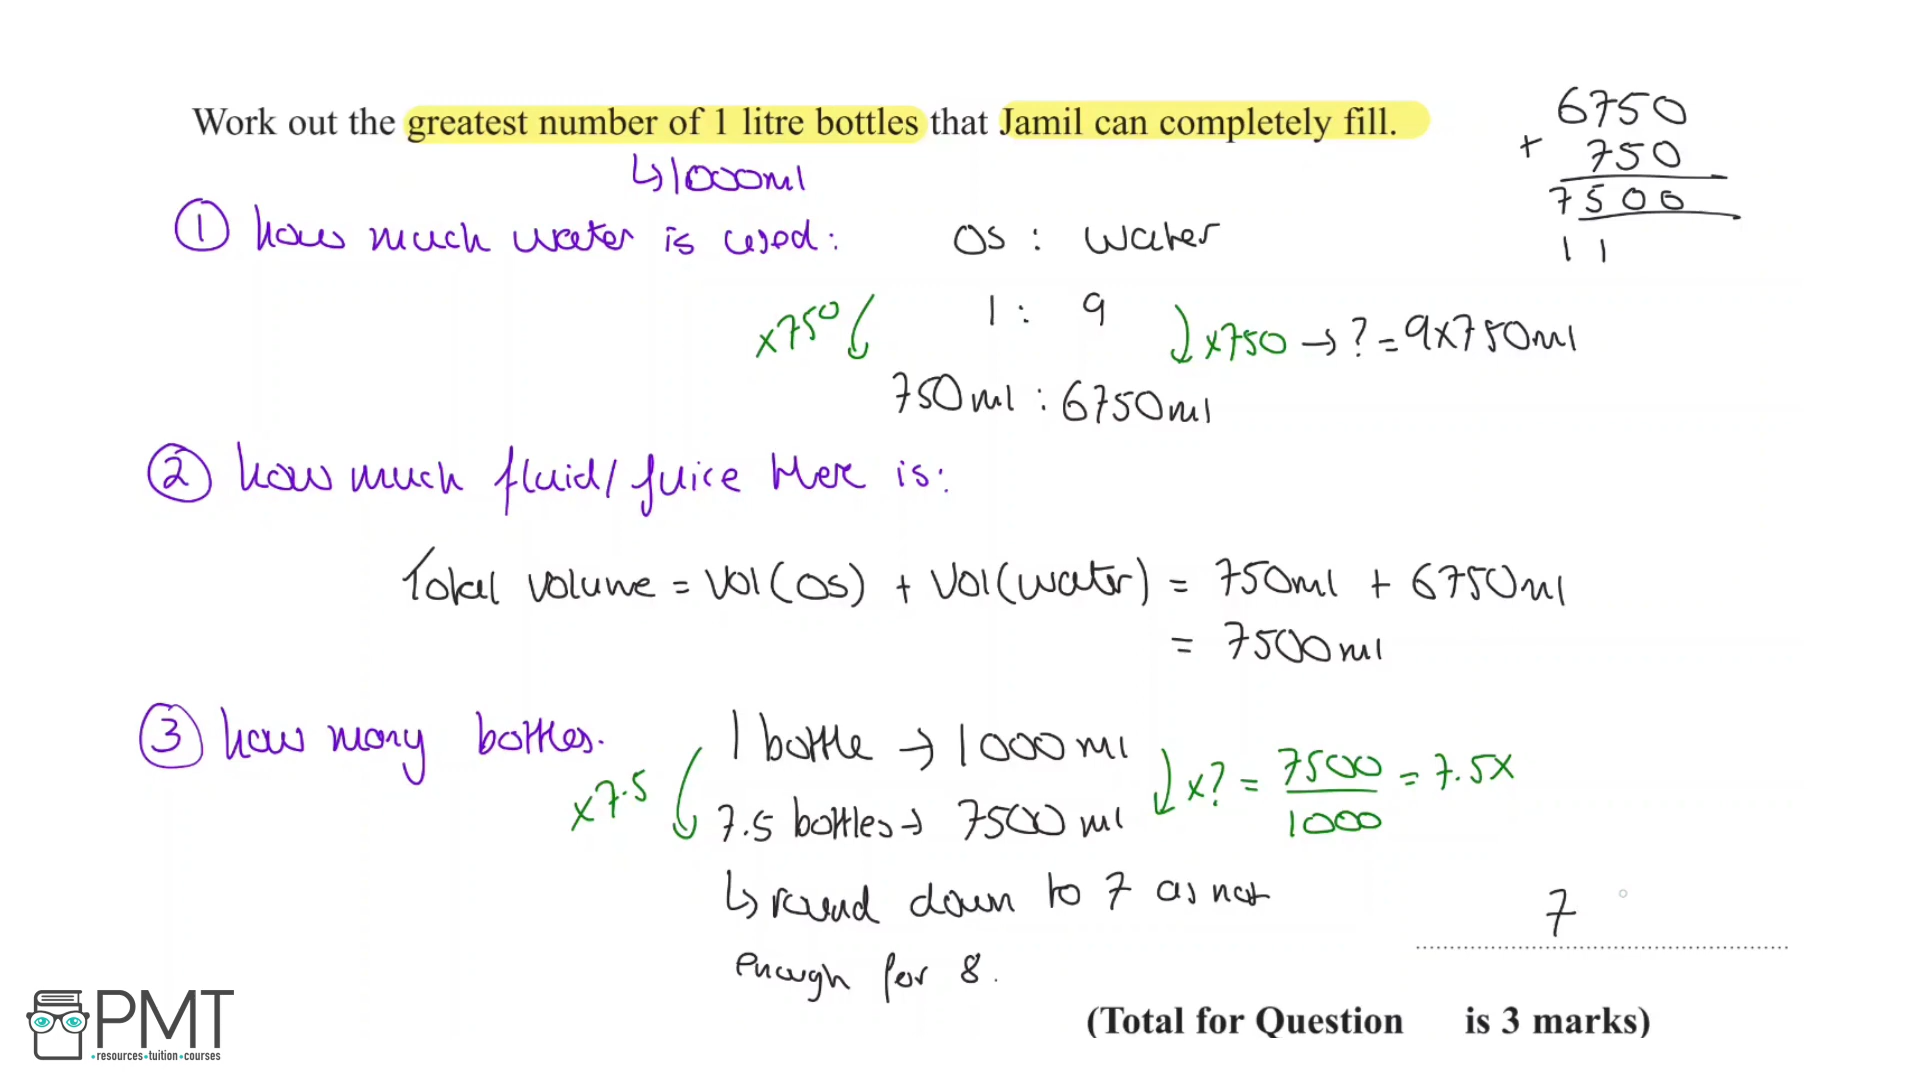 Work out the greatest number of 1 litre bottles that Jamil can completely fill.
↳1000ml
6750
+ 750
7500
1 1
① how much water is used:
OS : water
1 : 9
x750
x750 → ? = 9x750ml
750ml : 6750ml
② how much fluid/juice there is:
Total volume = vol(OS) + vol(water) = 750ml + 6750ml
= 7500ml
③ how many bottles.
1 bottle → 1000ml
x7.5
x? = 7500/1000 = 7.5x
7.5 bottles → 7500ml
↳ round down to 7 as not
enough for 8.
7
(Total for Question is 3 marks)
PMT
•resources•tuition•courses